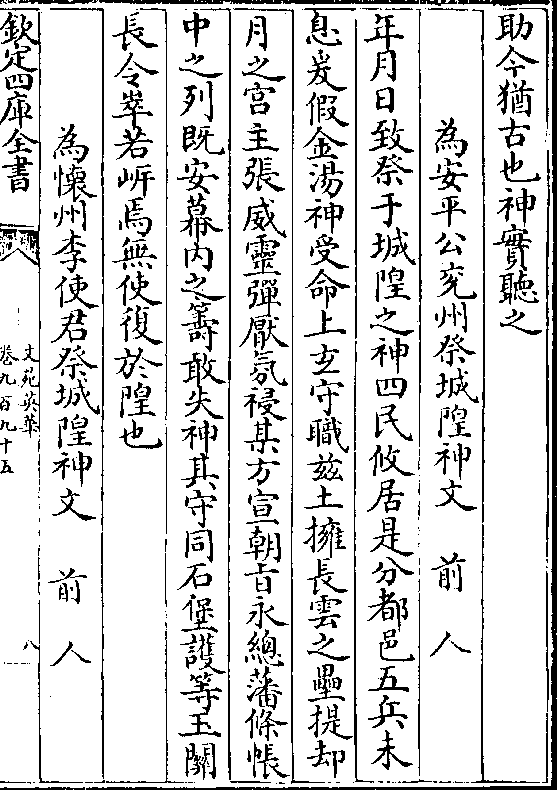 助今猶古也神實聽之
為安平公兖州祭城隍神文　前人
年月日致祭于城隍之神四民攸居是分都邑五兵未
息爰假金湯神受命上𤣥守職兹土擁長雲之壘提却
月之宫主張威靈彈厭氛祲某方宣朝㫖永總藩條帳
中之列既安幕内之籌敢失神其守同石堡護等玉關
長令崒若岍焉無使復於隍也
為懷州李使君祭城隍神文　前人
欽定四庫全書
文苑英華
卷九百九十五
八